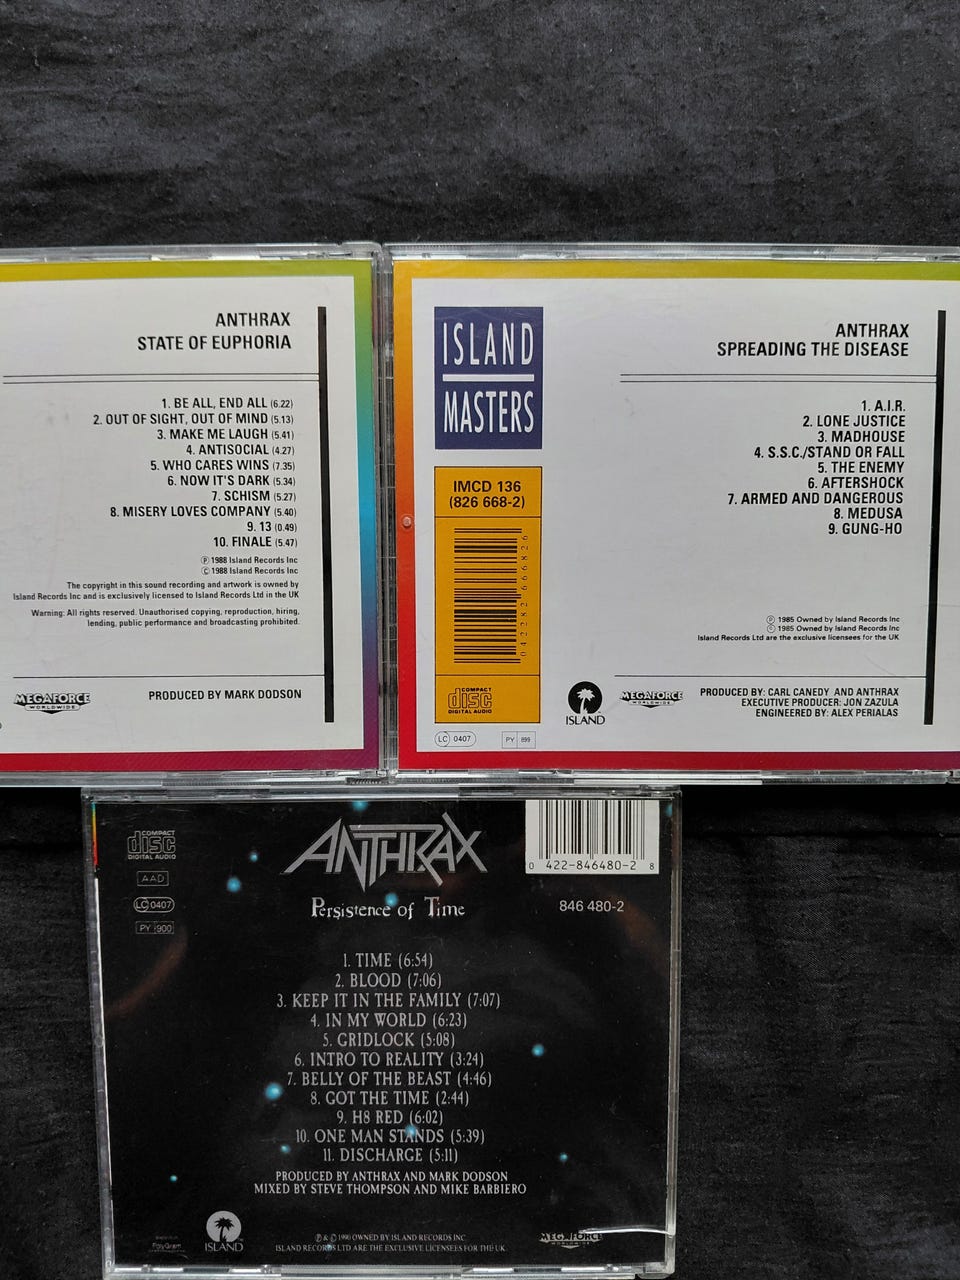 ANTHRAX
STATE OF EUPHORIA
1. BE ALL, END ALL (6.22)
2. OUT OF SIGHT, OUT OF MIND (5.13)
3. MAKE ME LAUGH (5.41)
4. ANTISOCIAL (4.27)
5. WHO CARES WINS (7.35)
6. NOW IT'S DARK (5.34)
7. SCHISM (5.27)
8. MISERY LOVES COMPANY (5.40)
9. 13 (0.49)
10. FINALE (5.47)
Ⓟ 1988 Island Records Inc
© 1988 Island Records Inc
The copyright in this sound recording and artwork is owned by
Island Records Inc and is exclusively licensed to Island Records Ltd in the UK
Warning: All rights reserved. Unauthorised copying, reproduction, hiring,
lending, public performance and broadcasting prohibited.
MEGAFORCE
WORLDWIDE
PRODUCED BY MARK DODSON
ISLAND
MASTERS
IMCD 136
(826 668-2)
042282666826
COMPACT
disc
DIGITAL AUDIO
LC 0407
PY 899
ANTHRAX
SPREADING THE DISEASE
1. A.I.R.
2. LONE JUSTICE
3. MADHOUSE
4. S.S.C./STAND OR FALL
5. THE ENEMY
6. AFTERSHOCK
7. ARMED AND DANGEROUS
8. MEDUSA
9. GUNG-HO
Ⓟ 1985 Owned by Island Records Inc
© 1985 Owned by Island Records Inc
Island Records Ltd are the exclusive licensees for the UK
ISLAND
MEGAFORCE
WORLDWIDE
PRODUCED BY: CARL CANEDY AND ANTHRAX
EXECUTIVE PRODUCER: JON ZAZULA
ENGINEERED BY: ALEX PERIALAS
COMPACT
disc
DIGITAL AUDIO
AAD
LC 0407
PY 900
ANTHRAX
Persistence of Time
0 422-846480-2 8
846 480-2
1. TIME (6:54)
2. BLOOD (7:06)
3. KEEP IT IN THE FAMILY (7:07)
4. IN MY WORLD (6:23)
5. GRIDLOCK (5:08)
6. INTRO TO REALITY (3:24)
7. BELLY OF THE BEAST (4:46)
8. GOT THE TIME (2:44)
9. H8 RED (6:02)
10. ONE MAN STANDS (5:39)
11. DISCHARGE (5:11)
PRODUCED BY ANTHRAX AND MARK DODSON
MIXED BY STEVE THOMPSON AND MIKE BARBIERO
PolyGram
ISLAND
Ⓟ & © 1990 OWNED BY ISLAND RECORDS INC
ISLAND RECORDS LTD ARE THE EXCLUSIVE LICENSEES FOR THE UK.
MEGAFORCE
WORLDWIDE